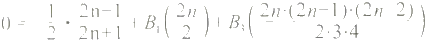 0 = - 1/2 · (2n-1)/(2n+1) + B₁(2n/2) + B₃(2n·(2n-1)·(2n-2)/2·3·4)